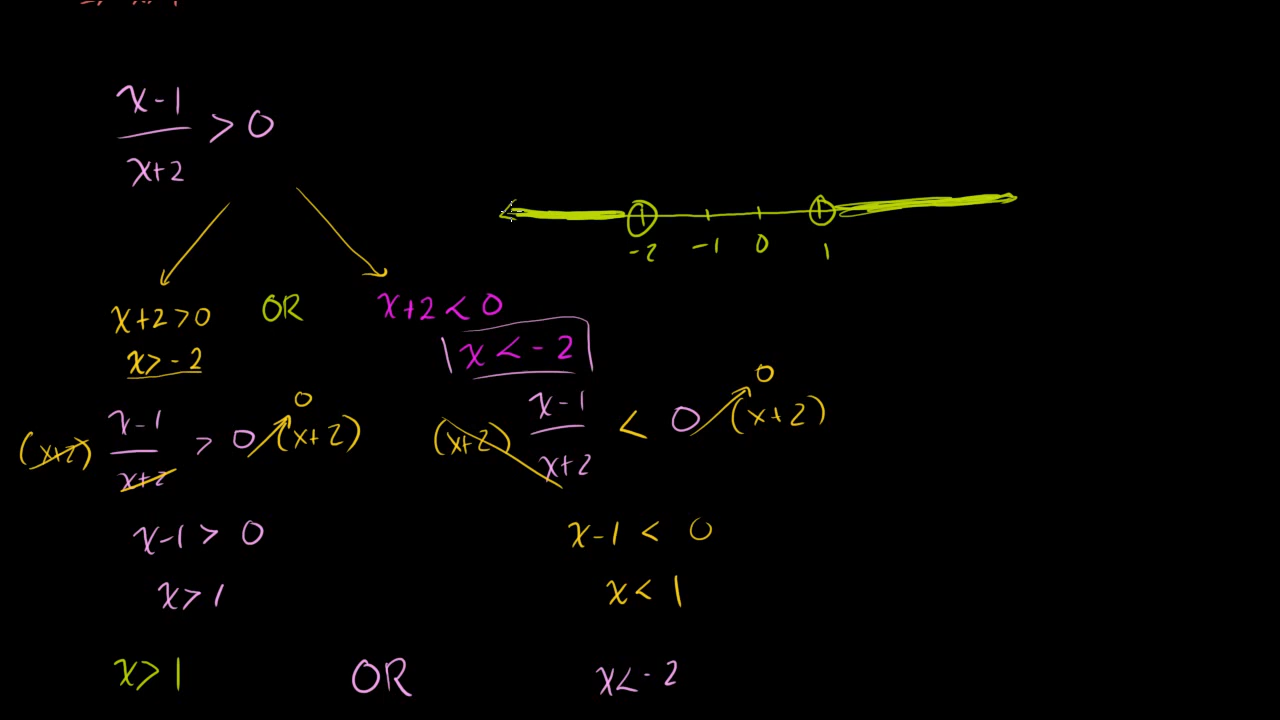 x-1
x+2
> 0
-2 -1 0 1
x+2>0 OR x+2<0
x>-2 x<-2
0 0
(x+2) x-1/x+2 > 0 (x+2) (x+2) x-1/x+2 < 0 (x+2)
x-1 > 0 x-1 < 0
x>1 x<1
x>1 OR x<-2